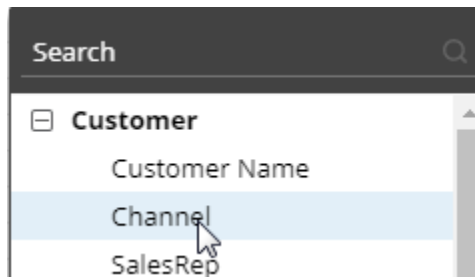 Search
Customer
Customer Name
Channel
SalesRep